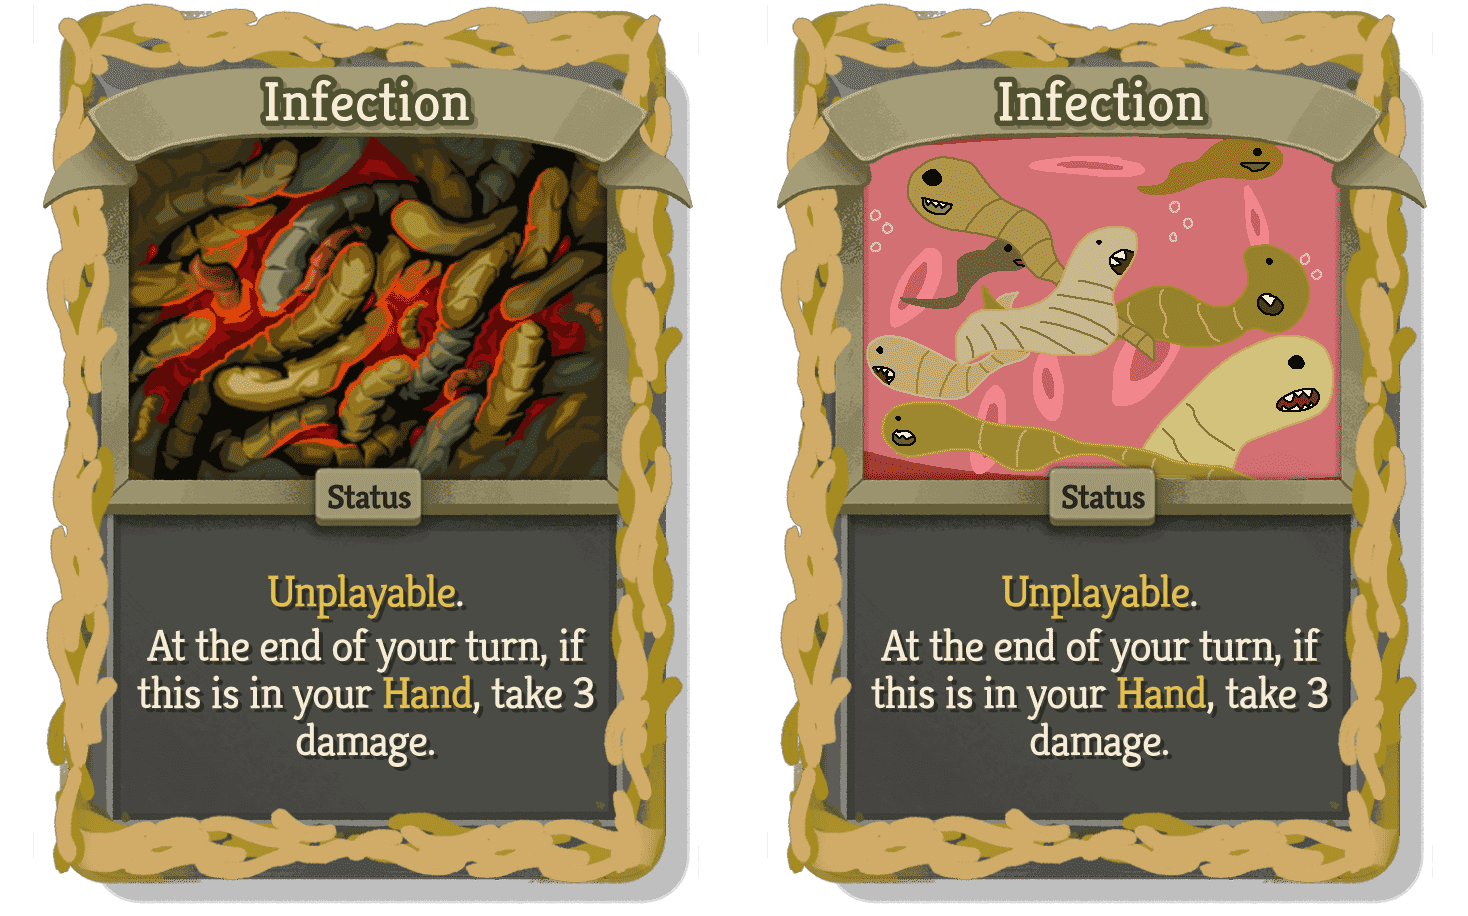 Infection
Status
Unplayable.
At the end of your turn, if
this is in your Hand, take 3
damage.
Infection
Status
Unplayable.
At the end of your turn, if
this is in your Hand, take 3
damage.